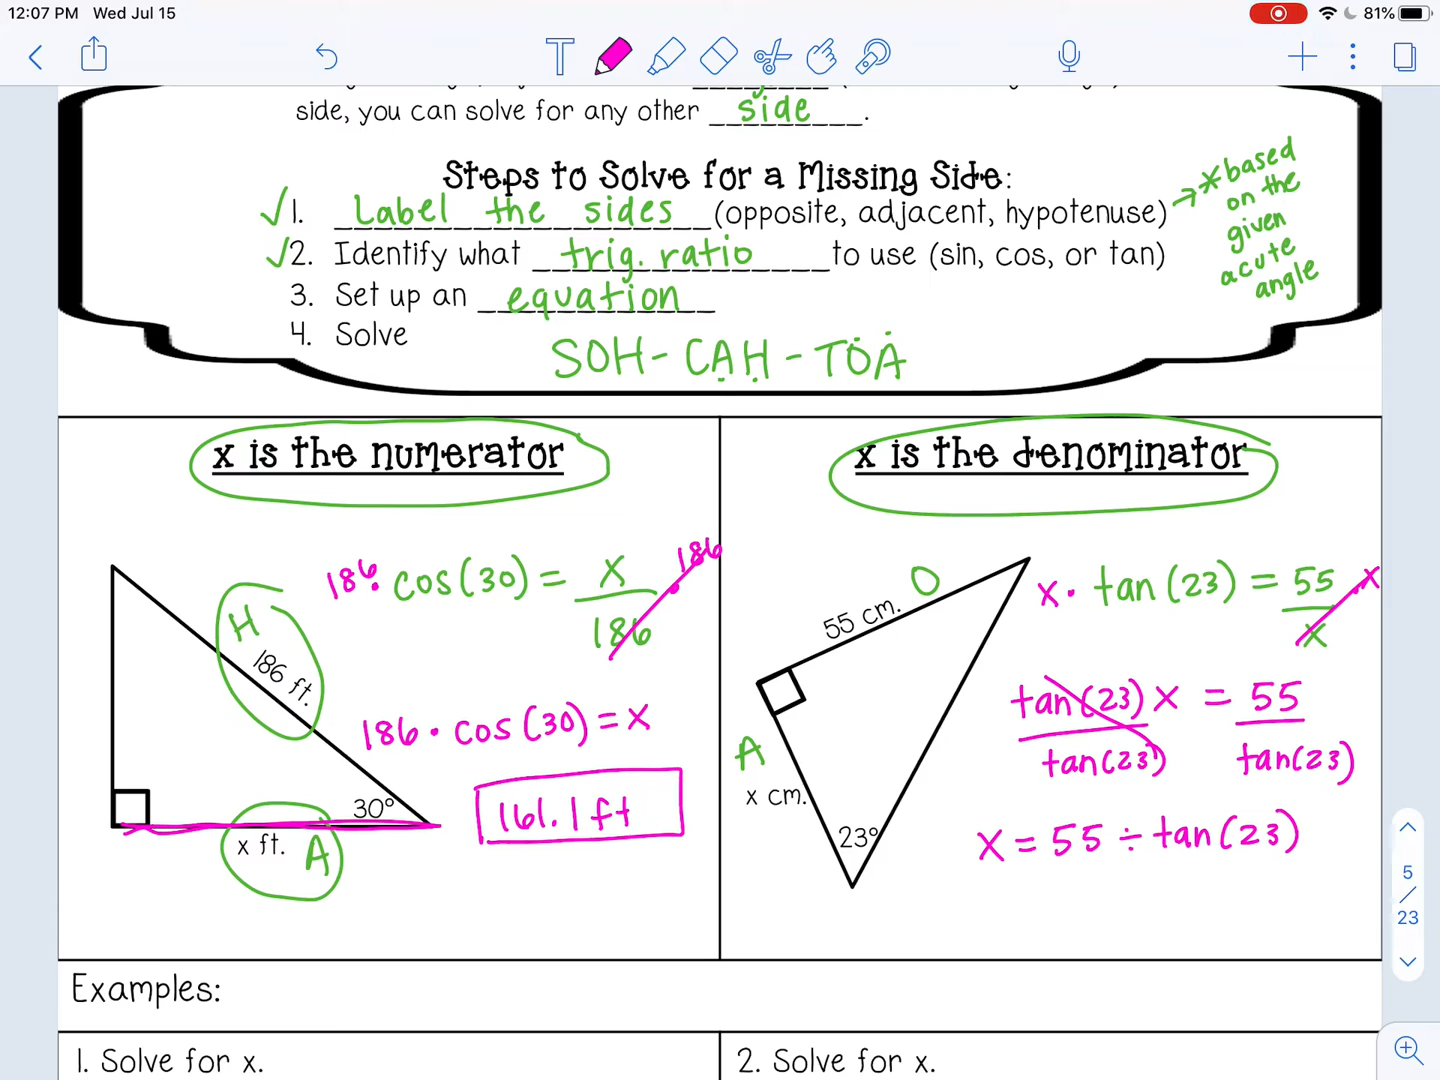 12:07 PM Wed Jul 15
81%
side, you can solve for any other side.
Steps to Solve for a Missing Side:
✓ 1. Label the sides (opposite, adjacent, hypotenuse)
→ *based
on the
given
acute
angle
✓ 2. Identify what trig. ratio to use (sin, cos, or tan)
3. Set up an equation
4. Solve
SOH - CAH - TOA
x is the numerator
186 · cos(30) = x / 186 · 186
H
186 ft.
186 · cos(30) = x
161.1 ft
30°
x ft. A
x is the denominator
O
55 cm.
x · tan(23) = 55 / x · x
tan(23) x = 55
tan(23) tan(23)
A
x cm.
23°
x = 55 ÷ tan(23)
5
/
23
Examples:
1. Solve for x.
2. Solve for x.